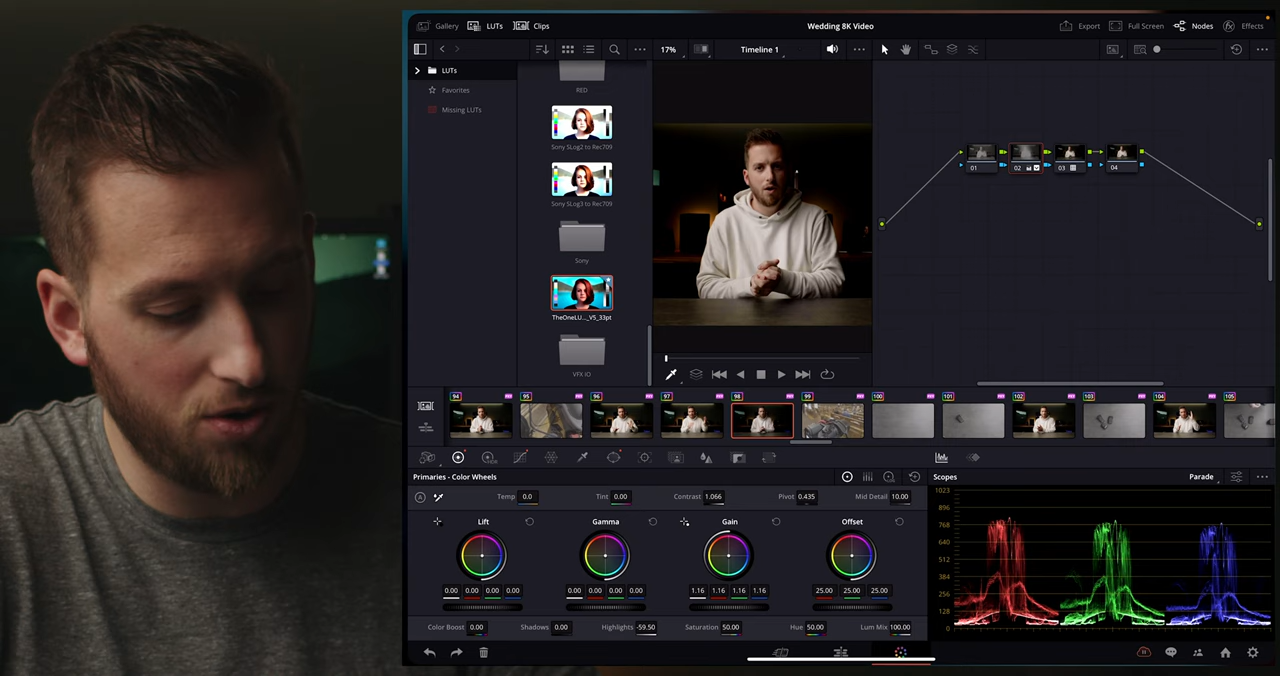 Gallery LUTs Clips Wedding 8K Video Export Full Screen Nodes Effects
17% Timeline 1
LUTs
Favorites
Missing LUTs
RED
Sony SLog2 to Rec709
Sony SLog3 to Rec709
Sony
TheOneLU..._V5_33pt
VFX IO
01 02 03 04
94 95 96 97 98 99 100 101 102 103 104 105
Primaries - Color Wheels
Scopes Parade
Temp 0.0 Tint 0.00 Contrast 1.066 Pivot 0.435 Mid Detail 10.00
Lift Gamma Gain Offset
0.00 0.00 0.00 0.00 0.00 0.00 0.00 0.00 1.16 1.16 1.16 1.16 25.00 25.00 25.00
Color Boost 0.00 Shadows 0.00 Highlights -59.50 Saturation 50.00 Hue 50.00 Lum Mix 100.00
1023
896
768
640
512
384
256
128
0